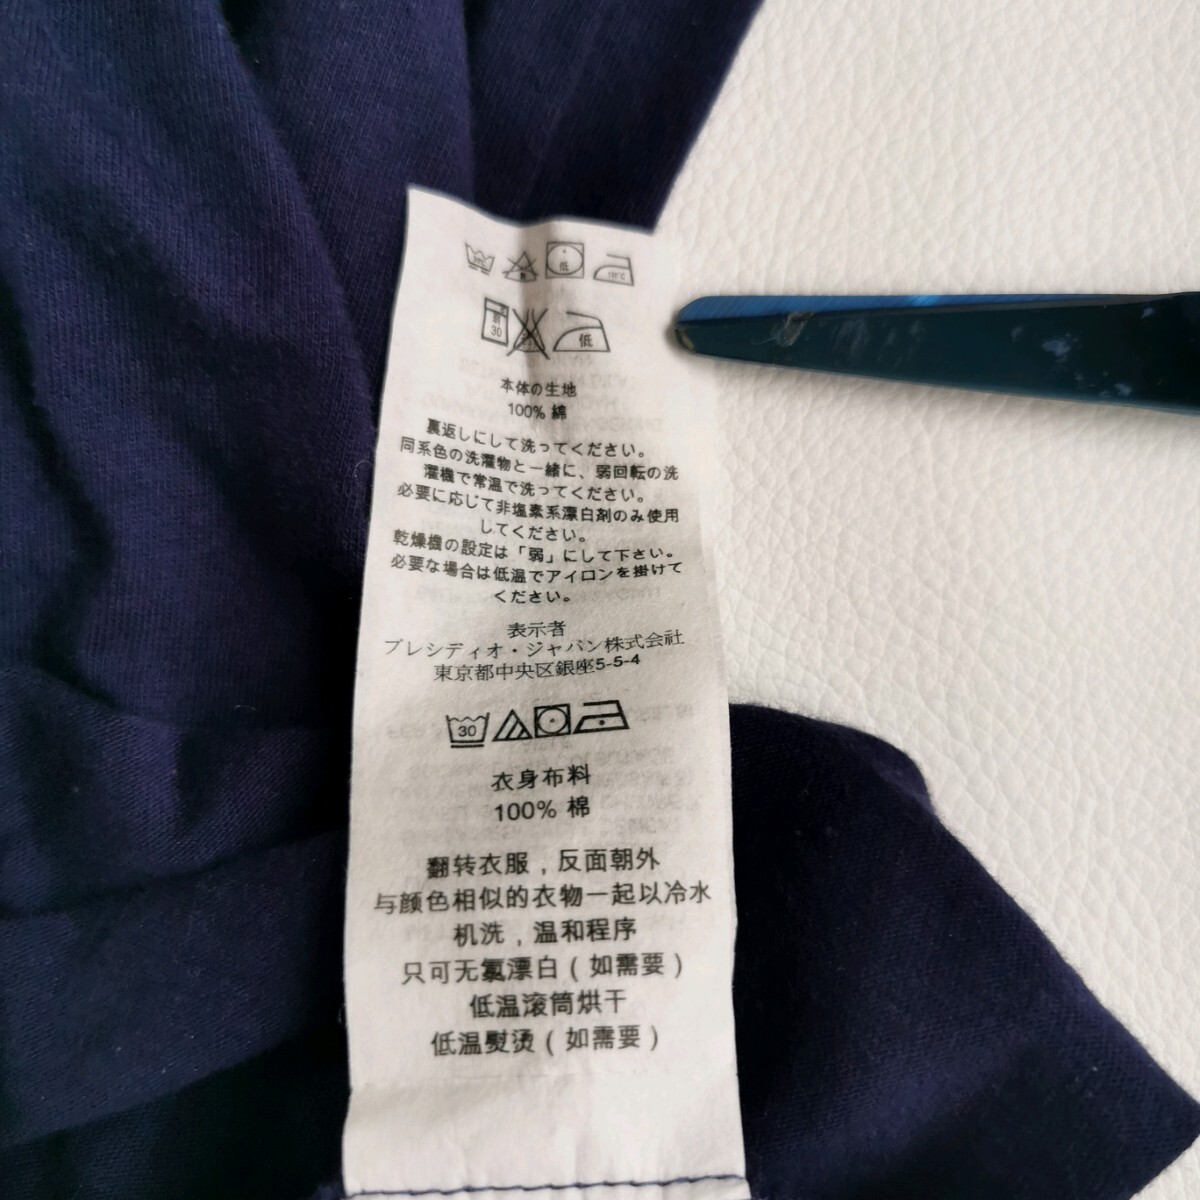 低
弱
30
低
本体の生地
100% 綿
裏返しにして洗ってください。
同系色の洗濯物と一緒に、弱回転の洗
濯機で常温で洗ってください。
必要に応じて非塩素系漂白剤のみ使用
してください。
乾燥機の設定は「弱」にして下さい。
必要な場合は低温でアイロンを掛けて
ください。
表示者
プレシディオ・ジャパン株式会社
東京都中央区銀座5-5-4
30
衣身布料
100% 棉
翻转衣服，反面朝外
与颜色相似的衣物一起以冷水
机洗，温和程序
只可无氯漂白（如需要）
低温滚筒烘干
低温熨烫（如需要）